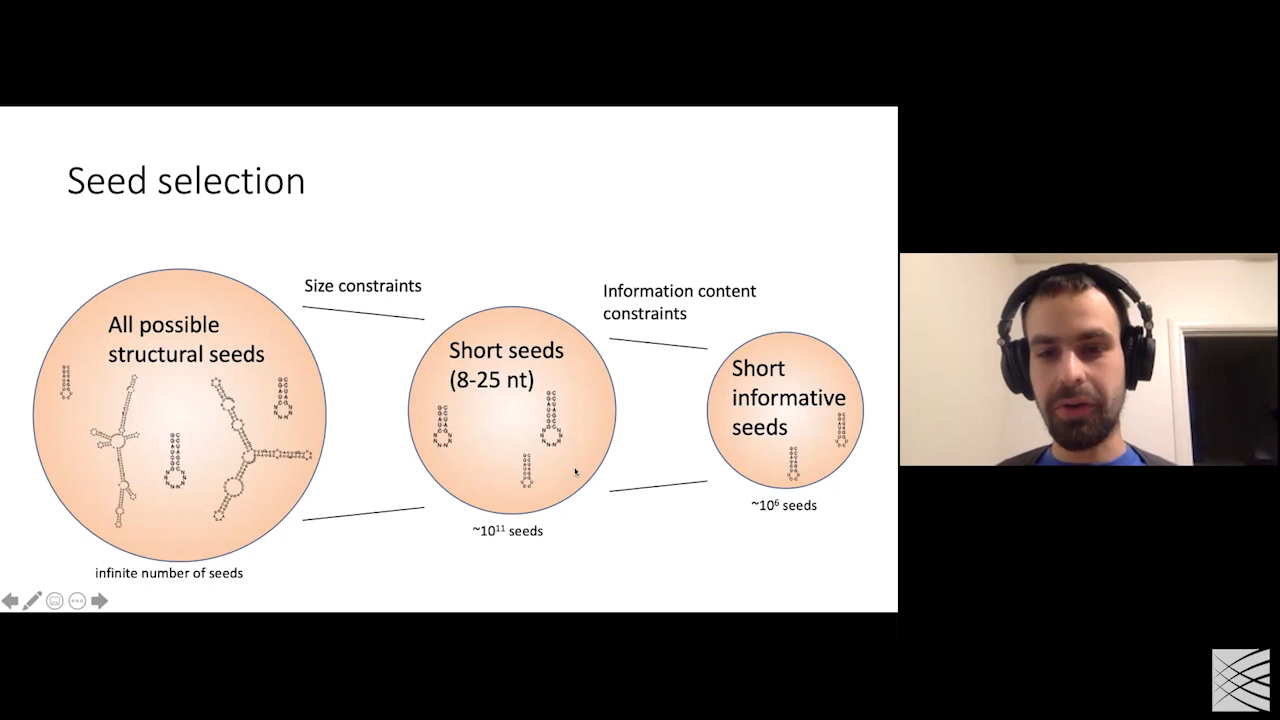 Seed selection
Size constraints
Information content
constraints
All possible
structural seeds
Short seeds
(8-25 nt)
Short
informative
seeds
~10⁶ seeds
~10¹¹ seeds
infinite number of seeds